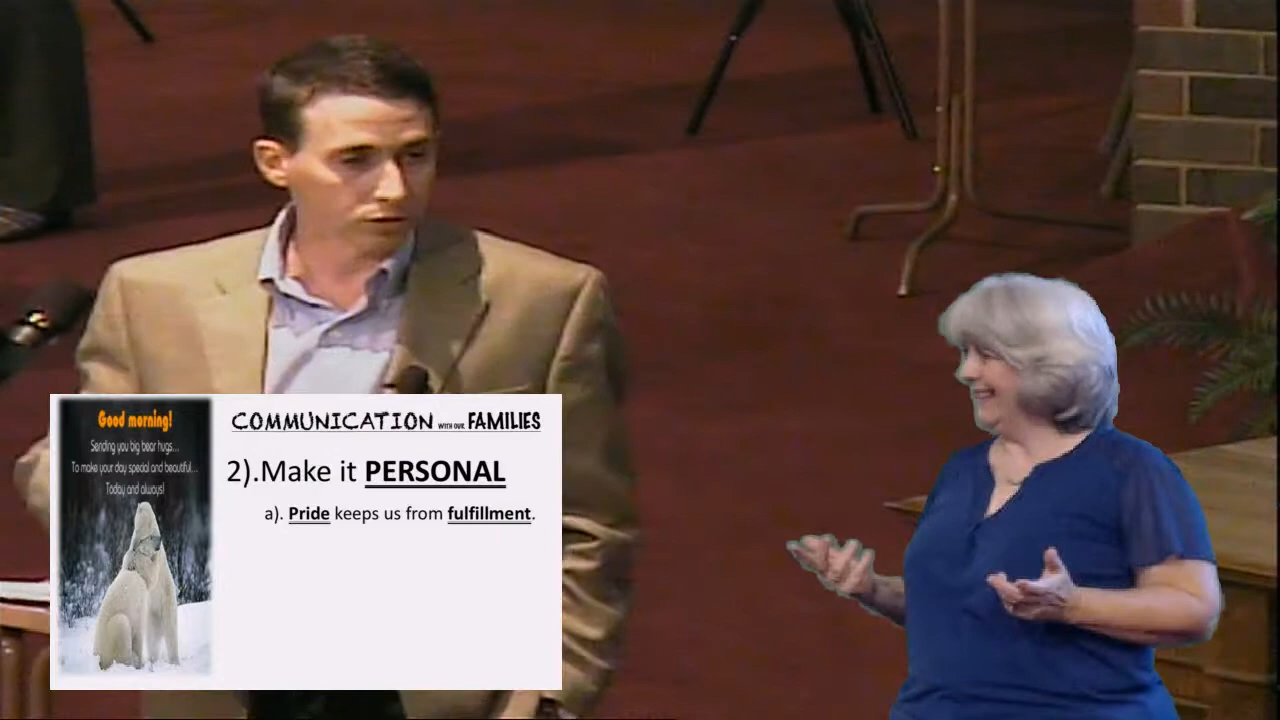 Good morning!
Sending you big bear hugs...
To make your day special and beautiful...
Today and always!
COMMUNICATION WITH OUR FAMILIES
2).Make it PERSONAL
a). Pride keeps us from fulfillment.